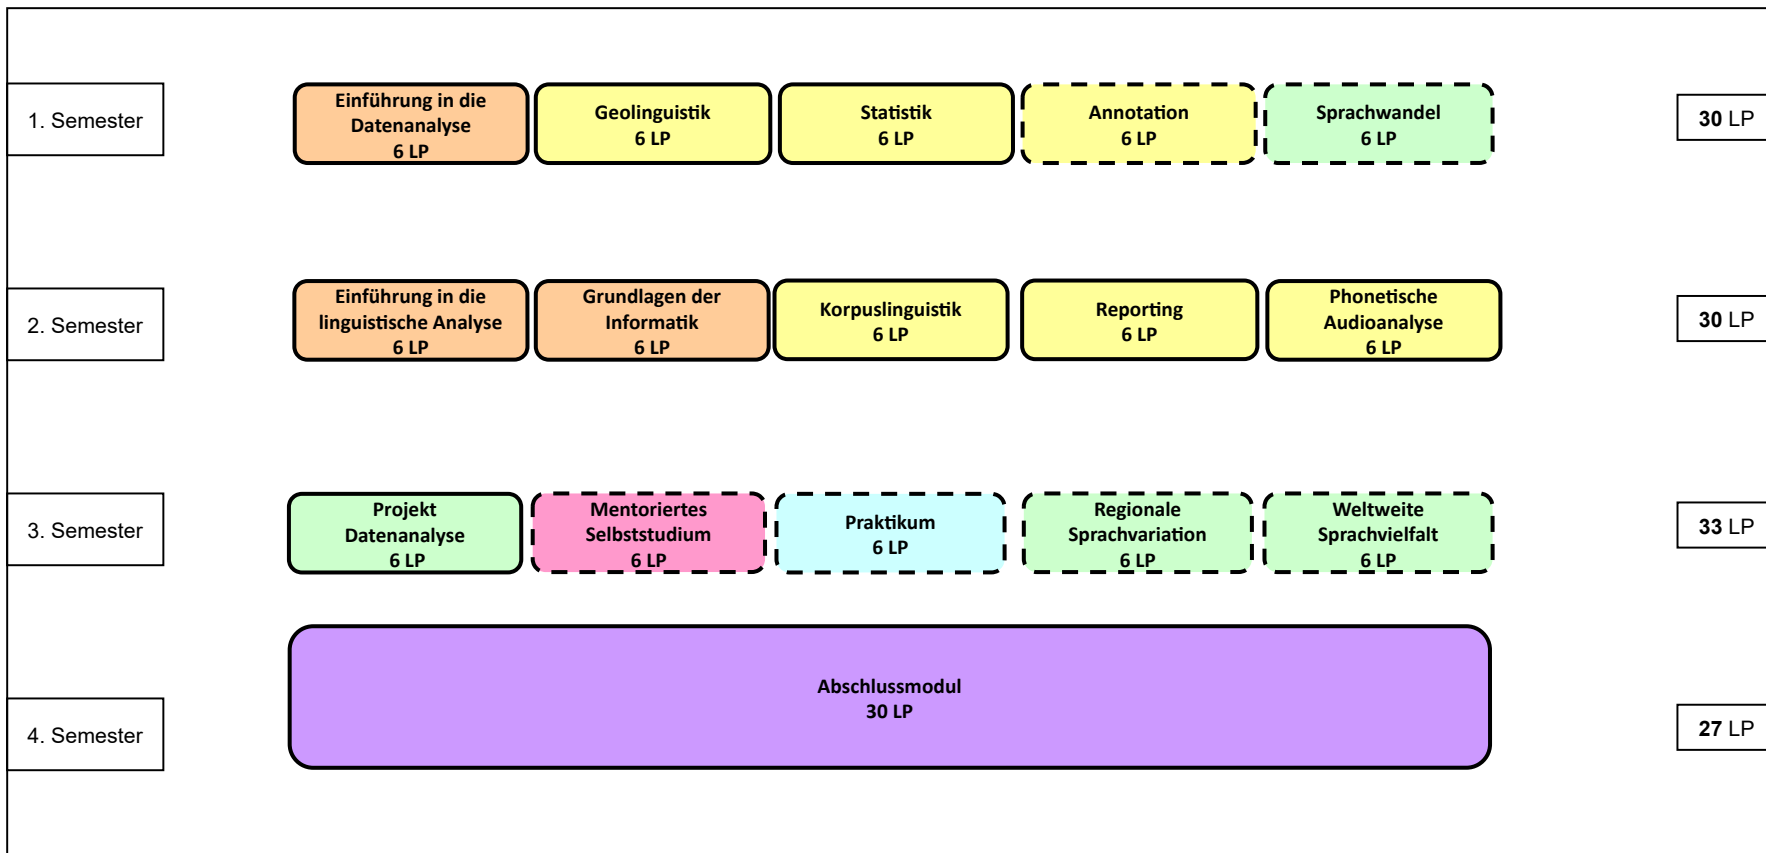 1. Semester
Einführung in die
Datenanalyse
6 LP
Geolinguistik
6 LP
Statistik
6 LP
Annotation
6 LP
Sprachwandel
6 LP
30 LP
2. Semester
Einführung in die
linguistische Analyse
6 LP
Grundlagen der
Informatik
6 LP
Korpuslinguistik
6 LP
Reporting
6 LP
Phonetische
Audioanalyse
6 LP
30 LP
3. Semester
Projekt
Datenanalyse
6 LP
Mentoriertes
Selbststudium
6 LP
Praktikum
6 LP
Regionale
Sprachvariation
6 LP
Weltweite
Sprachvielfalt
6 LP
33 LP
4. Semester
Abschlussmodul
30 LP
27 LP